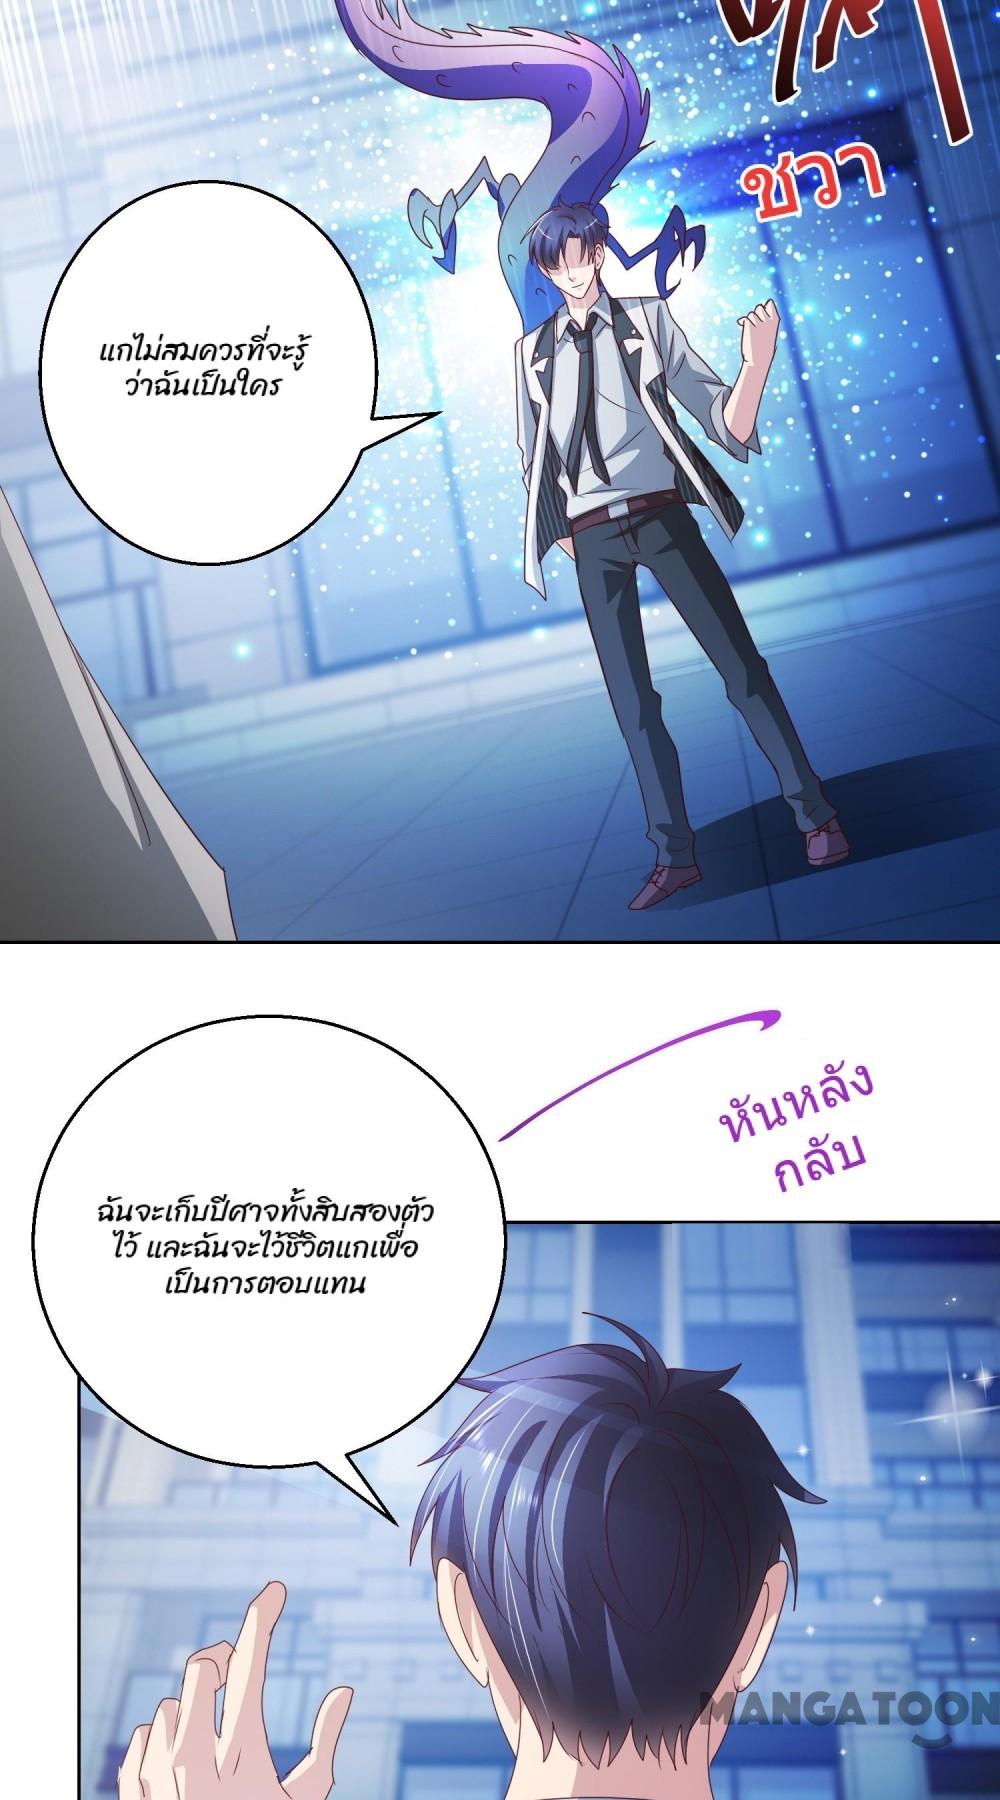 ชวา
แกไม่สมควรที่จะรู้
ว่าฉันเป็นใคร
หันหลัง
กลับ
ฉันจะเก็บปีศาจทั้งสิบสองตัว
ไว้ และฉันจะไว้ชีวิตแกเพื่อ
เป็นการตอบแทน
MANGATOON